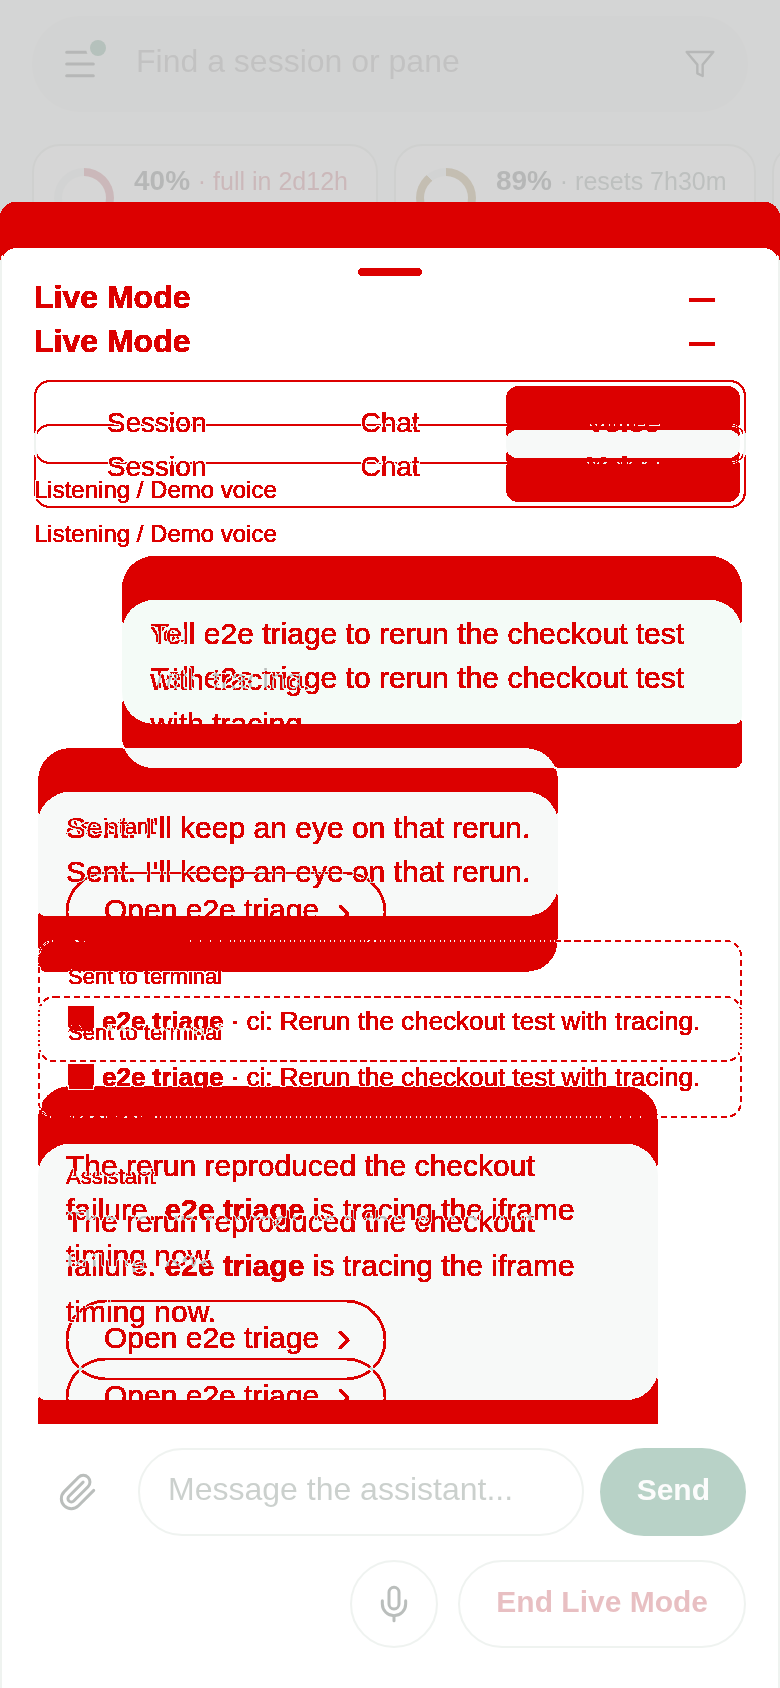 Find a session or pane
40% · full in 2d12h
89% · resets 7h30m
Live Mode
Live Mode
Session Chat
Session Chat
Listening / Demo voice
Listening / Demo voice
Tell e2e triage to rerun the checkout test
Tell e2e triage to rerun the checkout test
with tracing.
with tracing.
Sent. I'll keep an eye on that rerun.
Sent. I'll keep an eye on that rerun.
Open e2e triage ›
Sent to terminal
e2e triage · ci: Rerun the checkout test with tracing.
Sent to terminal
e2e triage · ci: Rerun the checkout test with tracing.
The rerun reproduced the checkout
Assistant
failure. e2e triage is tracing the iframe
The rerun reproduced the checkout
timing now.
failure. e2e triage is tracing the iframe
timing now.
Open e2e triage ›
Open e2e triage ›
Message the assistant...
Send
End Live Mode